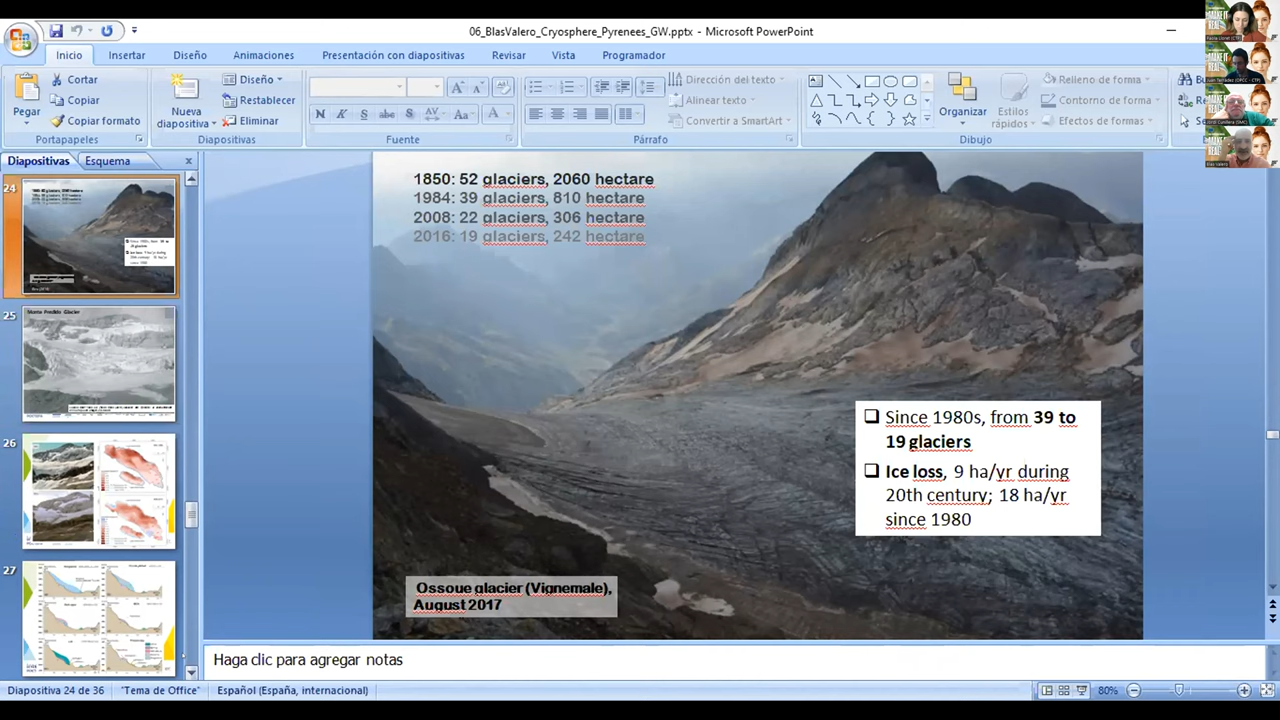 06_BlasValero_Cryosphere_Pyrenees_GW.pptx - Microsoft PowerPoint
Inicio
Insertar
Diseño
Animaciones
Presentación con diapositivas
Revisar
Vista
Programador
Pegar
Cortar
Copiar
Copiar formato
Portapapeles
Nueva
diapositiva
Diseño
Restablecer
Eliminar
Diapositivas
Fuente
Dirección del texto
Alinear texto
Convertir a SmartArt
Párrafo
Organizar
Estilos
rápidos
Relleno de forma
Contorno de forma
Efectos de formas
Dibujo
Diapositivas
Esquema
24
25
Monte Perdido Glacier
26
27
1850: 52 glaciers, 2060 hectare
1984: 39 glaciers, 810 hectare
2008: 22 glaciers, 306 hectare
2016: 19 glaciers, 242 hectare
Since 1980s, from 39 to
19 glaciers
Ice loss, 9 ha/yr during
20th century; 18 ha/yr
since 1980
Ossoue glacier (Vignemale),
August 2017
Haga clic para agregar notas
Diapositiva 24 de 36
"Tema de Office"
Español (España, internacional)
80%